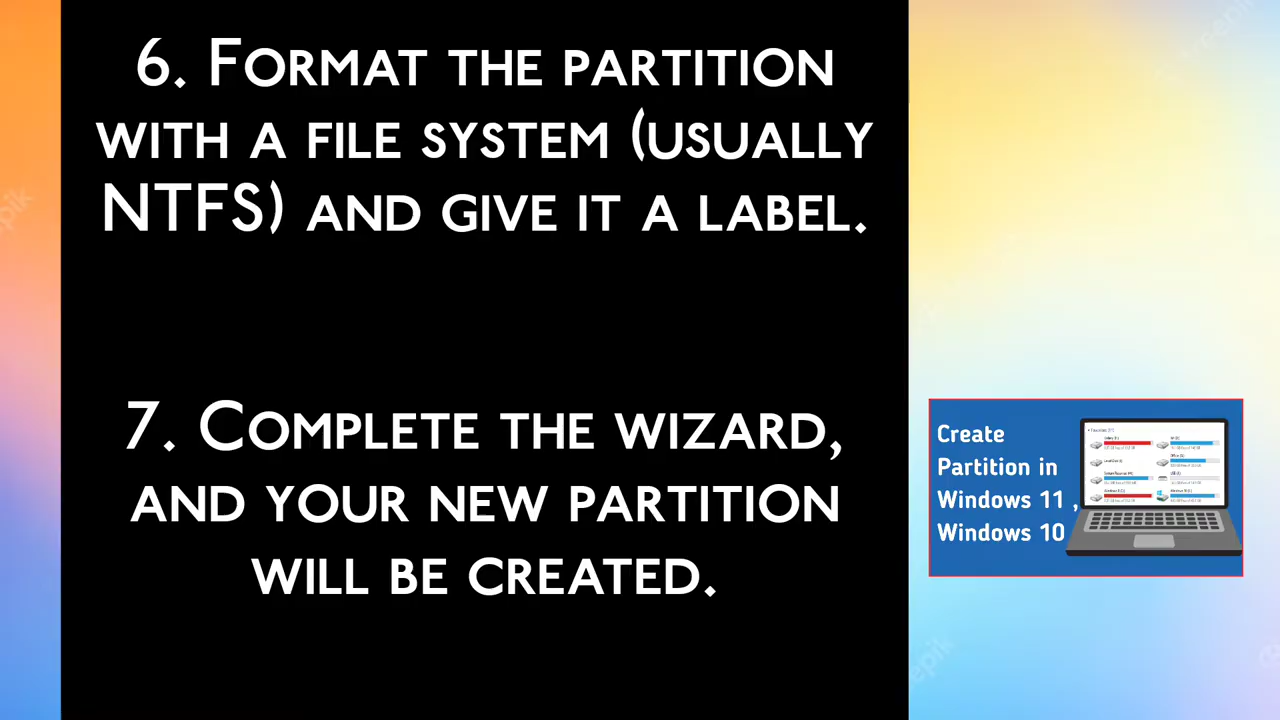 6. Format the partition
with a file system (usually
NTFS) and give it a label.
7. Complete the wizard,
and your new partition
will be created.
Create
Partition in
Windows 11 ,
Windows 10